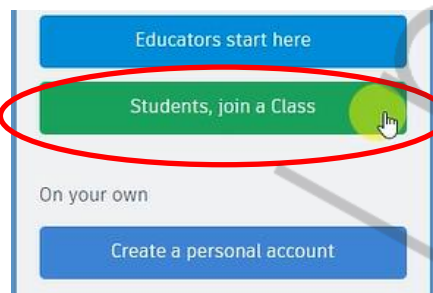 Educators start here
Students, join a Class
On your own
Create a personal account